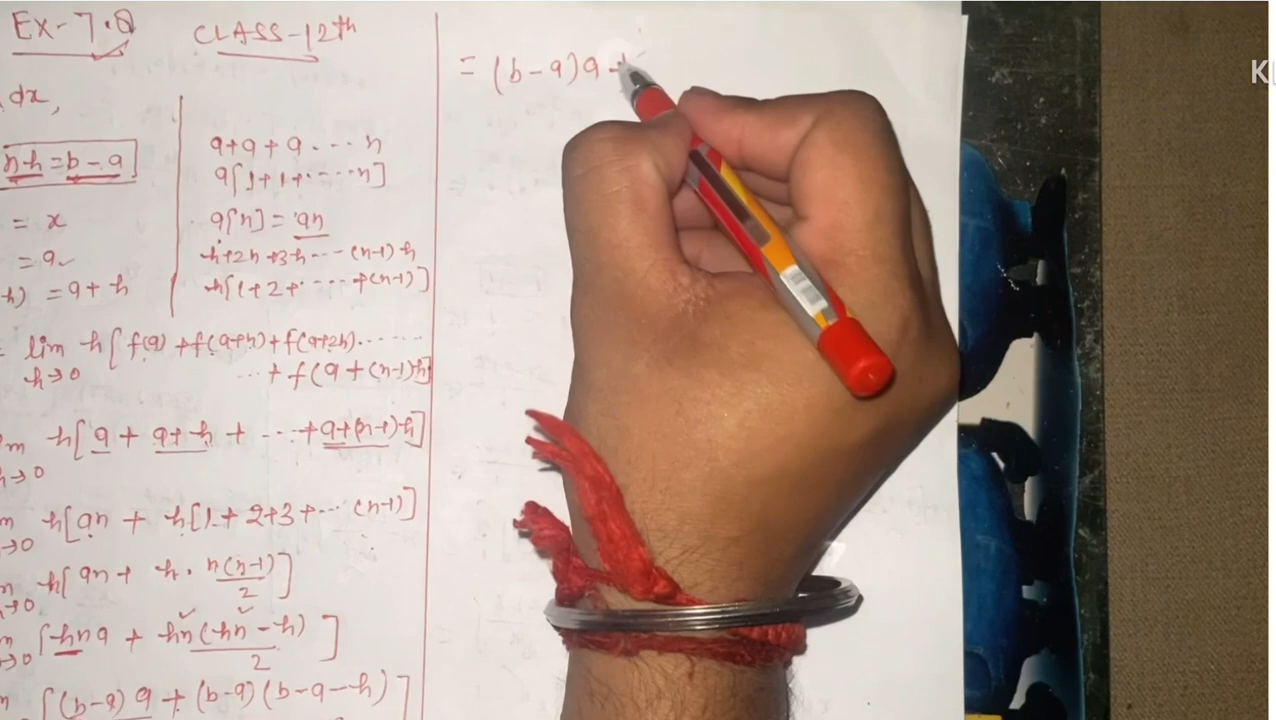 Ex-7.8 CLASS-12th
dx,
nh = b-a
= x
= a
h) = a+h
a+a+a ... n
a[1+1+.....n]
a[n] = an
h+2h+3h....(n-1)h
h[1+2+.....+(n-1)]
= lim h[f(a)+f(a+h)+f(a+2h)......
h→0 ...+f(a+(n-1)h]
h[a + a+h + ...+a+(n-1)h]
h→0
h[an + h[1+2+3+... (n-1)]
→0
h[an + h. n(n-1)/2]
→0
[hna + hn(hn-h)/2]
→0
[(b-a)a + (b-a)(b-a-h)]
= (b-a)a +
K